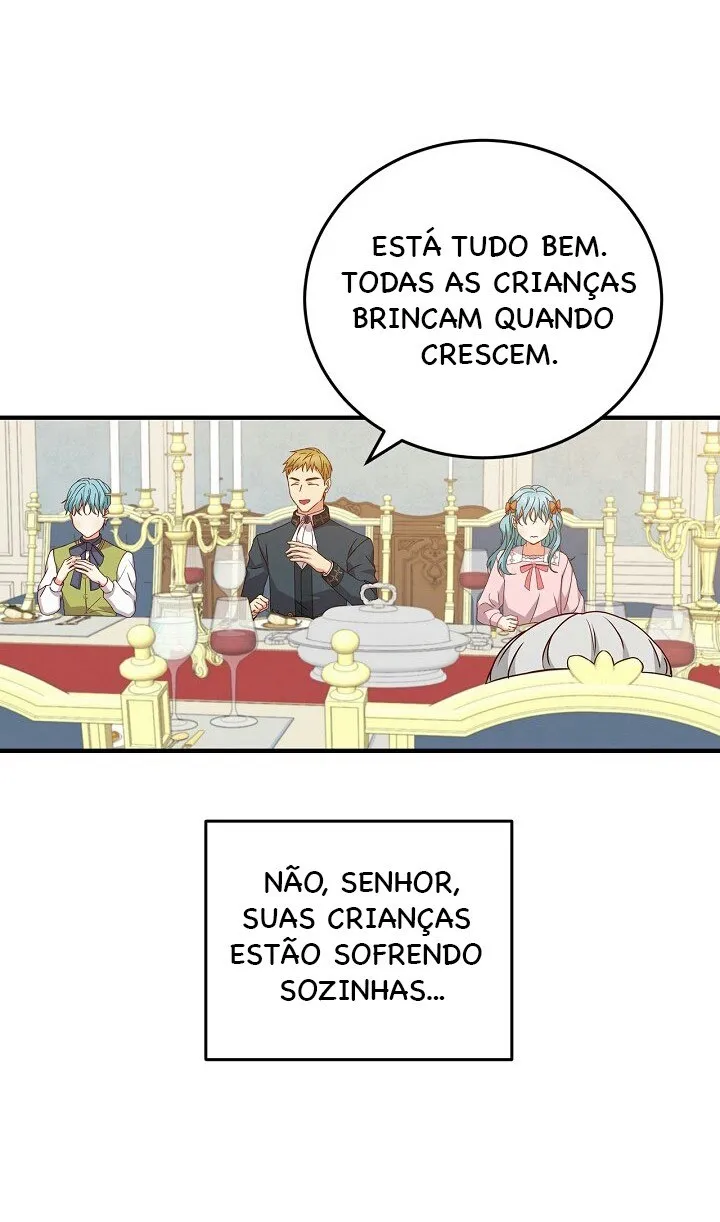 ESTÁ TUDO BEM.
TODAS AS CRIANÇAS
BRINCAM QUANDO
CRESCEM.
NÃO, SENHOR,
SUAS CRIANÇAS
ESTÃO SOFRENDO
SOZINHAS...